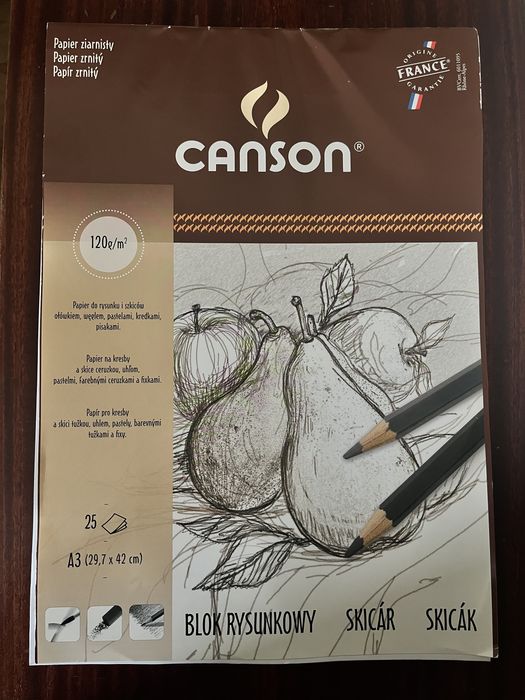 Papier ziarnisty
Papier zrnitý
Papír zrnitý
ORIGINE
FRANCE
GARANTIE
CANSON®
120g/m²
Papier do rysunku i szkiców
ołówkiem, węglem, pastelami, kredkami,
pisakami.
Papier na kresby
a skice ceruzkou, uhľom,
pastelmi, farebnými ceruzkami a fixkami.
Papír pro kresby
a skici tužkou, uhlem, pastely, barevnými
tužkami a fixy.
25
A3 (29,7 x 42 cm)
BLOK RYSUNKOWY SKICÁR SKICÁK